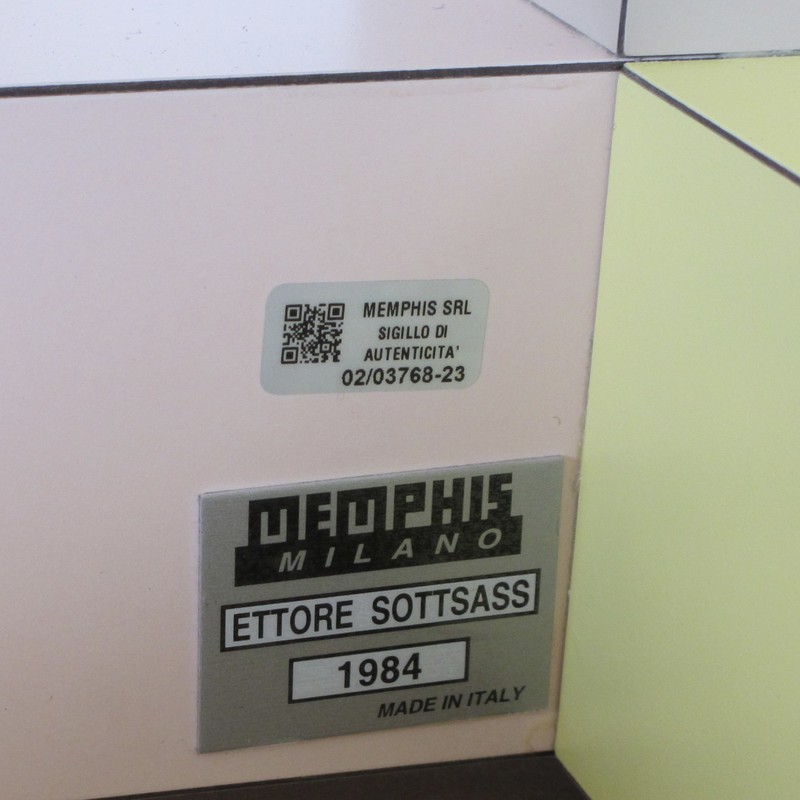 MEMPHIS SRL
SIGILLO DI
AUTENTICITA'
02/03768-23
MEMPHIS
MILANO
ETTORE SOTTSASS
1984
MADE IN ITALY